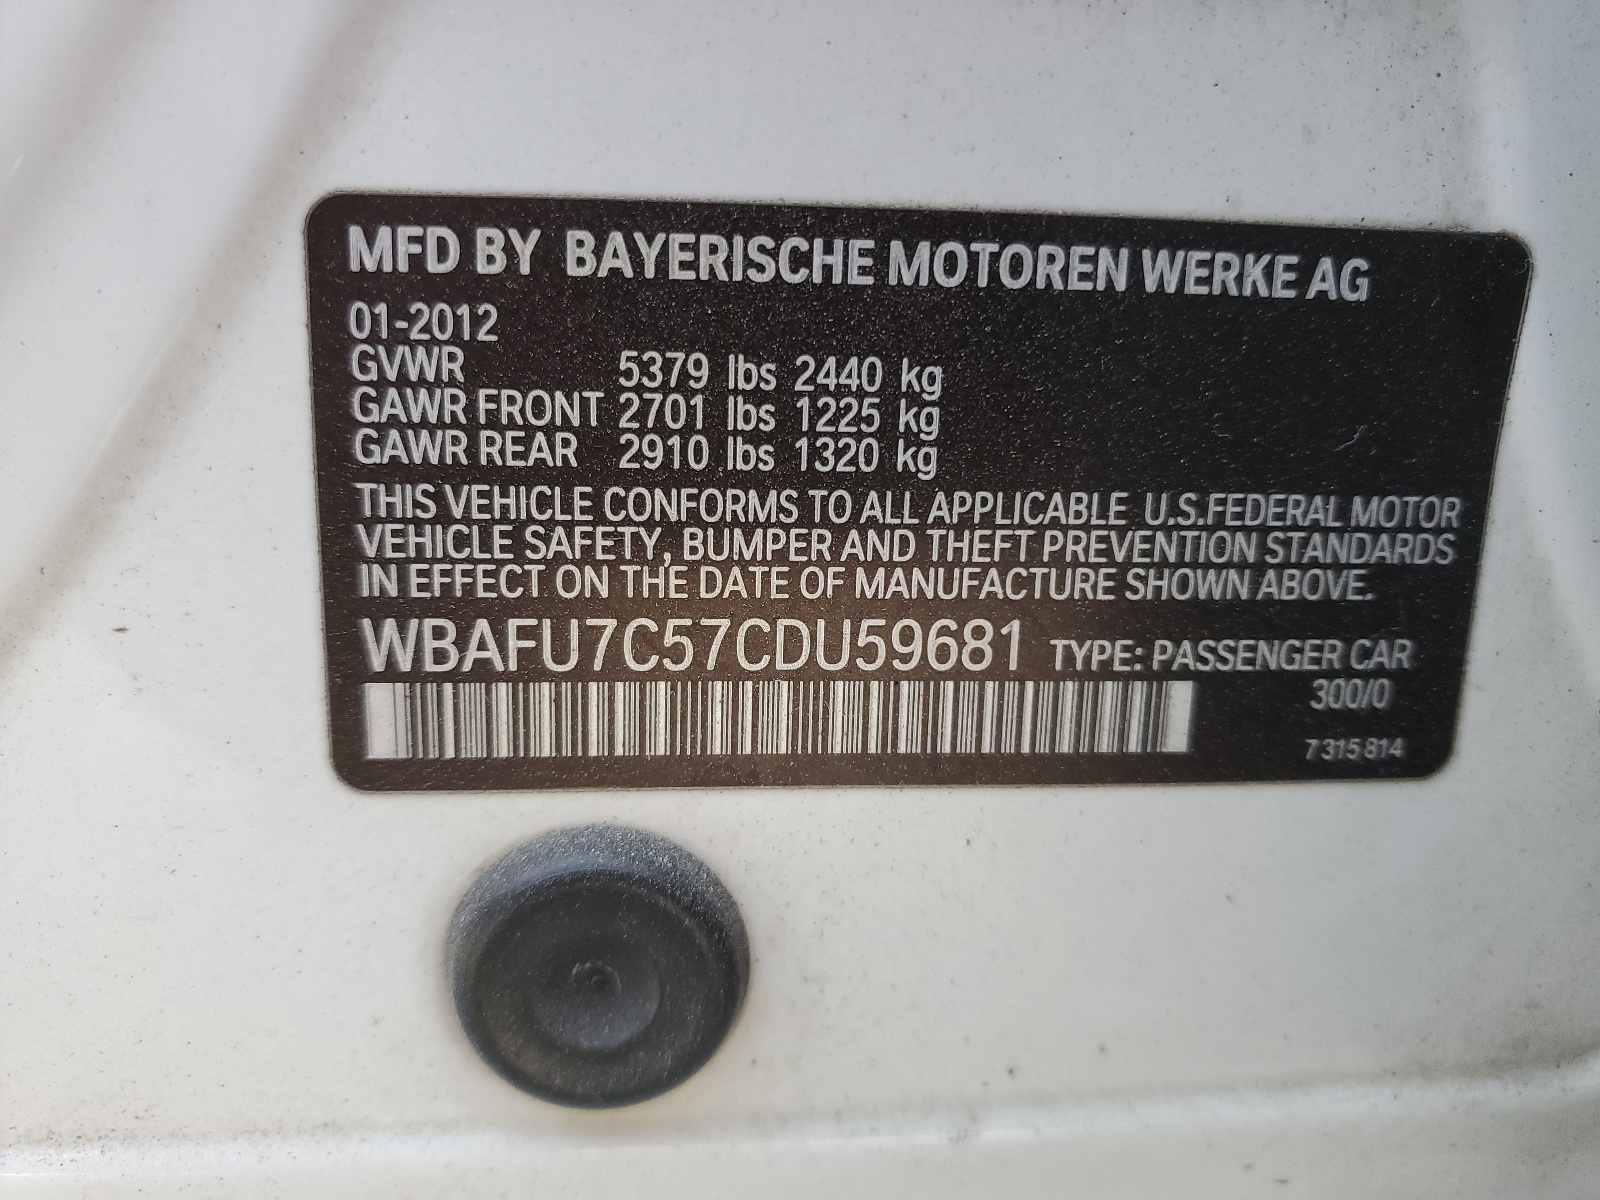 MFD BY BAYERISCHE MOTOREN WERKE AG
01-2012
GVWR 5379 lbs 2440 kg
GAWR FRONT 2701 lbs 1225 kg
GAWR REAR 2910 lbs 1320 kg
THIS VEHICLE CONFORMS TO ALL APPLICABLE U.S.FEDERAL MOTOR
VEHICLE SAFETY, BUMPER AND THEFT PREVENTION STANDARDS
IN EFFECT ON THE DATE OF MANUFACTURE SHOWN ABOVE.
WBAFU7C57CDU59681 TYPE: PASSENGER CAR
300/0
7 315 814